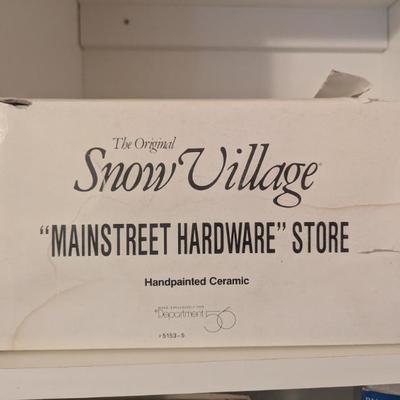 The Original
Snow Village®
"MAINSTREET HARDWARE" STORE
Handpainted Ceramic
Department 56
#5153-5